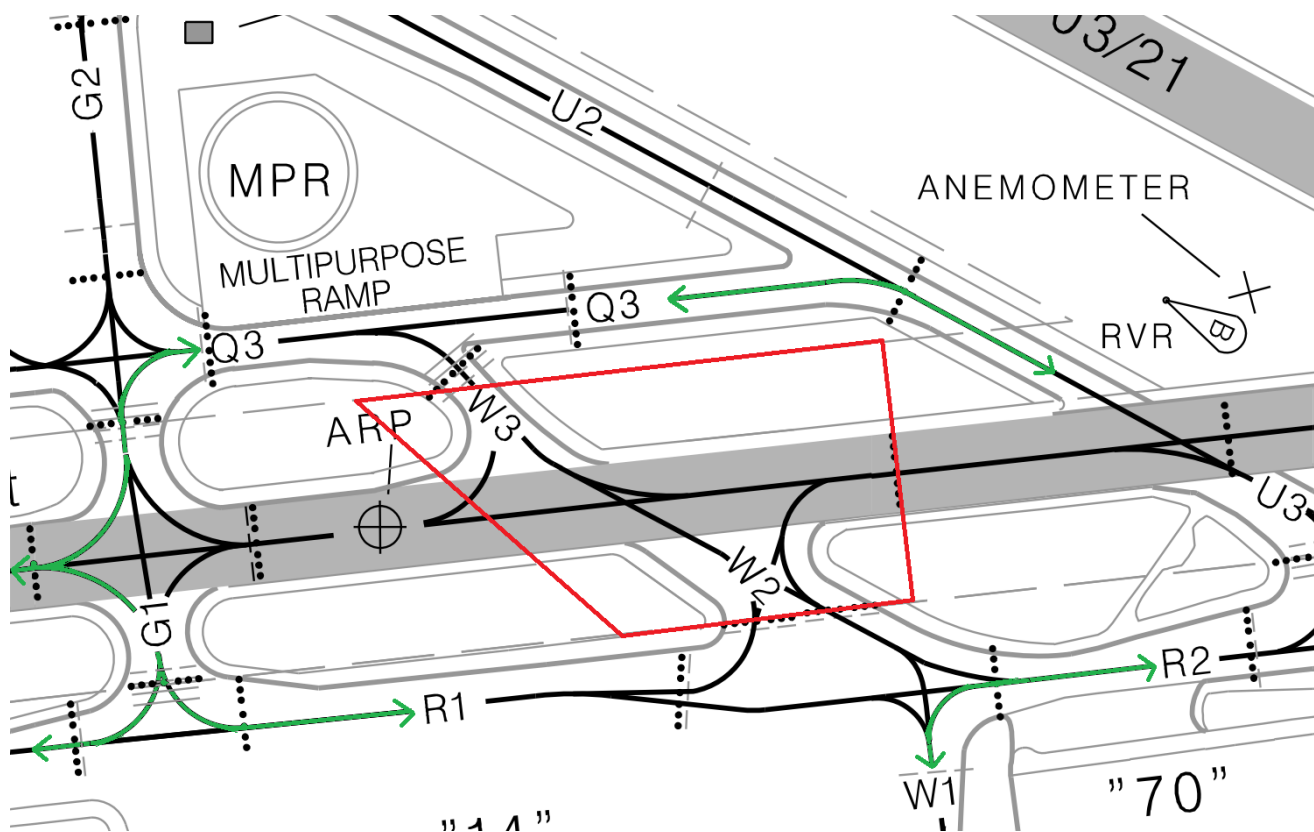 03/21
G2
U2
MPR
ANEMOMETER
MULTIPURPOSE
RAMP
Q3
Q3
RVR
B
W3
ARP
U3
W2
G1
R2
R1
W1
"70"
"14"